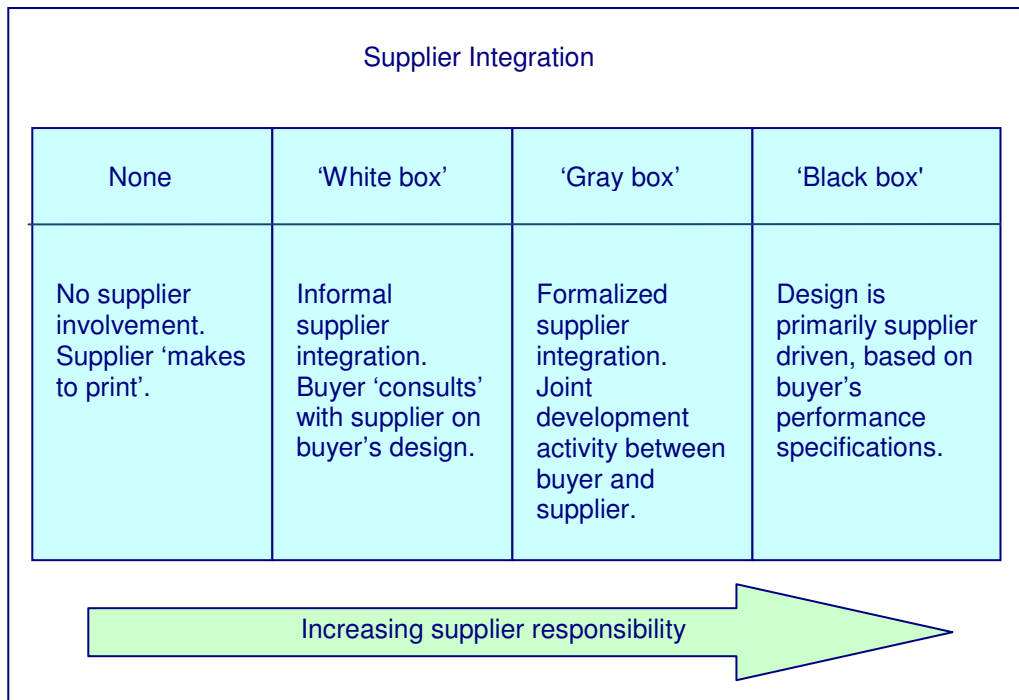 Supplier Integration
None
‘White box’
‘Gray box’
‘Black box'
No supplier
involvement.
Supplier ‘makes
to print’.
Informal
supplier
integration.
Buyer ‘consults’
with supplier on
buyer’s design.
Formalized
supplier
integration.
Joint
development
activity between
buyer and
supplier.
Design is
primarily supplier
driven, based on
buyer’s
performance
specifications.
Increasing supplier responsibility